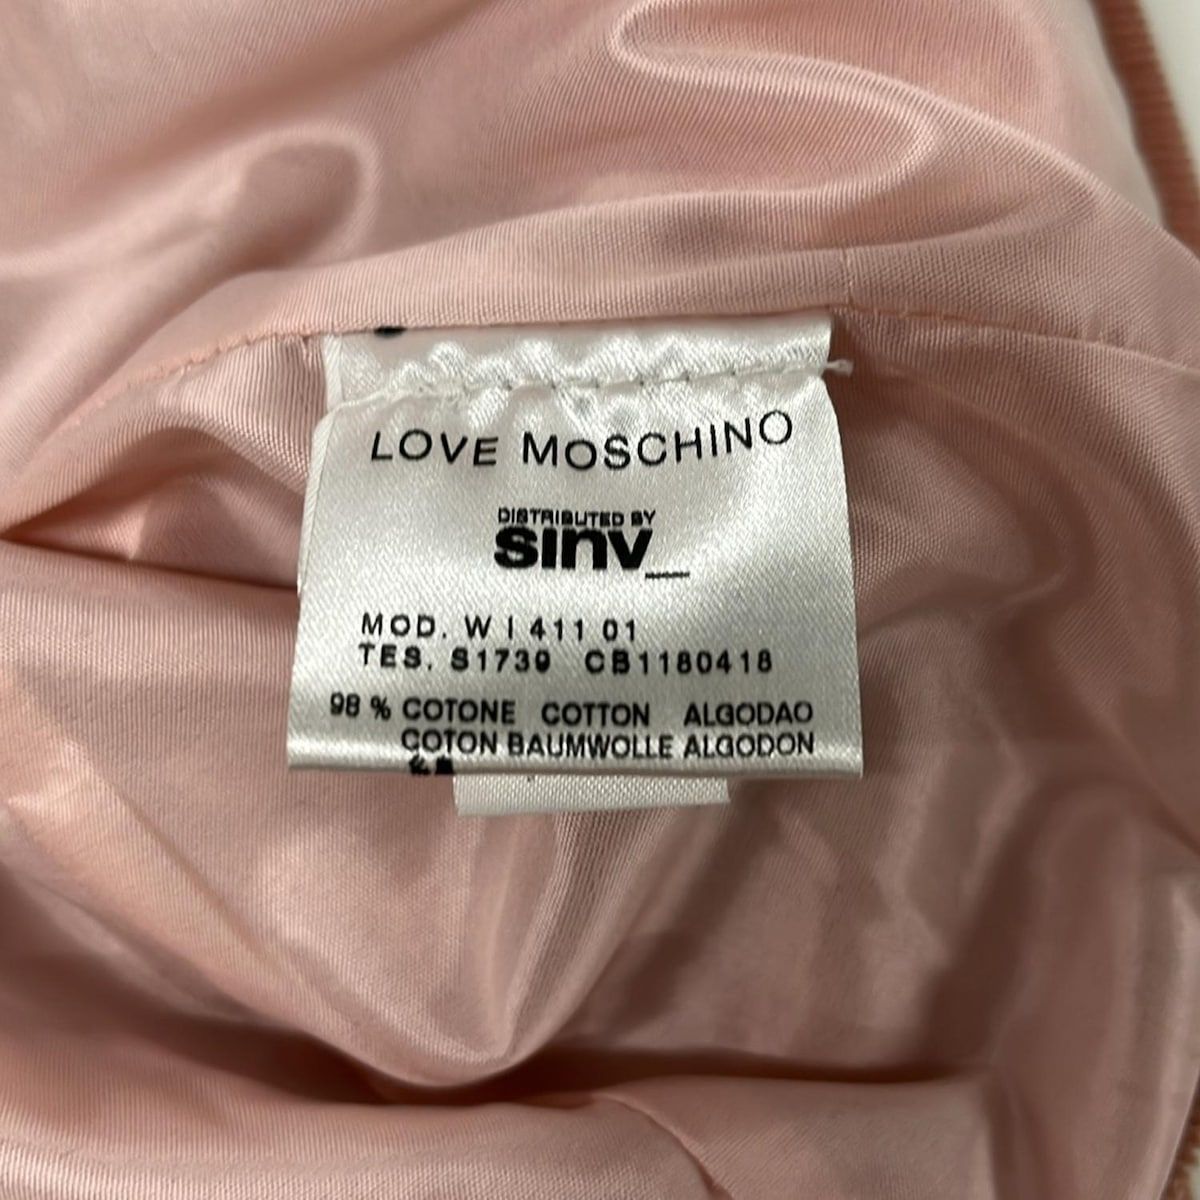 LOVE MOSCHINO
DISTRIBUTED BY
sinv_
MOD. W I 411 01
TES. S1739 CB1180418
98 % COTONE COTTON ALGODAO
COTON BAUMWOLLE ALGODON